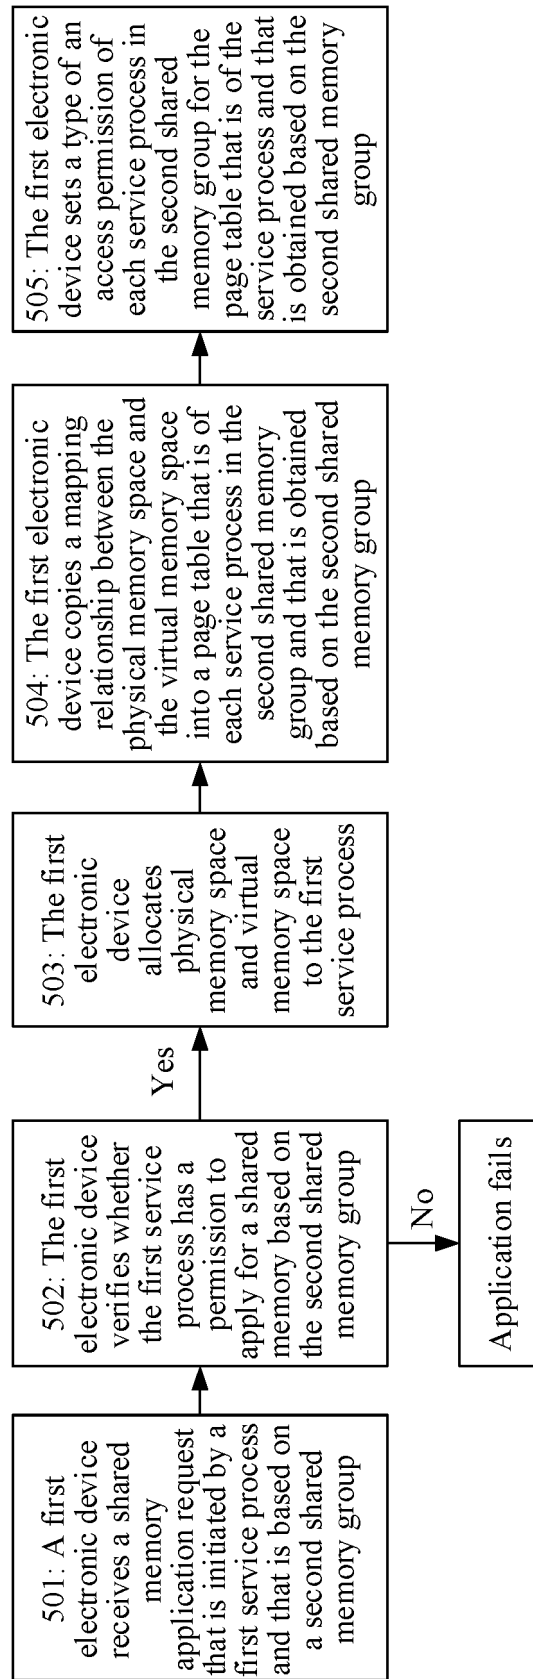 501: A first
electronic device
receives a shared
memory
application request
that is initiated by a
first service process
and that is based on
a second shared
memory group
502: The first
electronic device
verifies whether
the first service
process has a
permission to
apply for a shared
memory based on
the second shared
memory group
Yes
No
Application fails
503: The first
electronic
device
allocates
physical
memory space
and virtual
memory space
to the first
service process
504: The first electronic
device copies a mapping
relationship between the
physical memory space and
the virtual memory space
into a page table that is of
each service process in the
second shared memory
group and that is obtained
based on the second shared
memory group
505: The first electronic
device sets a type of an
access permission of
each service process in
the second shared
memory group for the
page table that is of the
service process and that
is obtained based on the
second shared memory
group